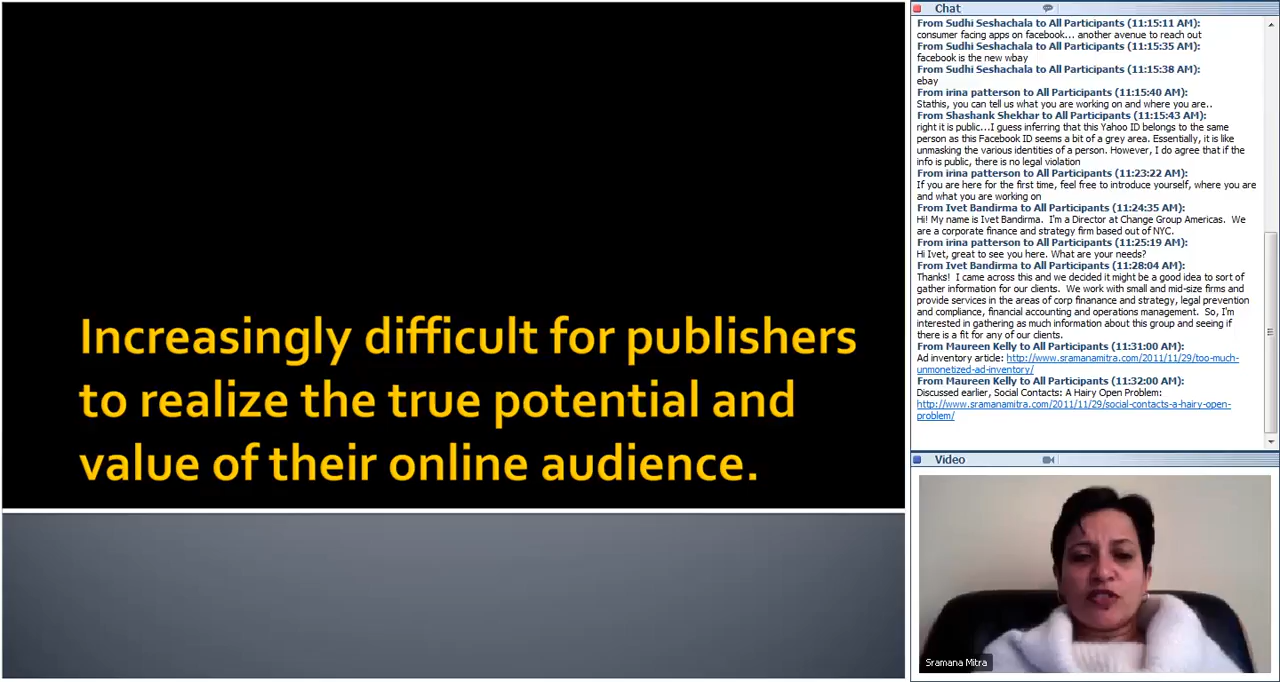 Increasingly difficult for publishers
to realize the true potential and
value of their online audience.
Chat
From Sudhi Seshachala to All Participants (11:15:11 AM):
consumer facing apps on facebook... another avenue to reach out
From Sudhi Seshachala to All Participants (11:15:35 AM):
facebook is the new wbay
From Sudhi Seshachala to All Participants (11:15:38 AM):
ebay
From irina patterson to All Participants (11:15:40 AM):
Stathis, you can tell us what you are working on and where you are..
From Shashank Shekhar to All Participants (11:15:43 AM):
right it is public...I guess inferring that this Yahoo ID belongs to the same
person as this Facebook ID seems a bit of a grey area. Essentially, it is like
unmasking the various identities of a person. However, I do agree that if the
info is public, there is no legal violation
From irina patterson to All Participants (11:23:22 AM):
If you are here for the first time, feel free to introduce yourself, where you are
and what you are working on
From Ivet Bandirma to All Participants (11:24:35 AM):
Hi! My name is Ivet Bandirma. I'm a Director at Change Group Americas. We
are a corporate finance and strategy firm based out of NYC.
From irina patterson to All Participants (11:25:19 AM):
Hi Ivet, great to see you here. What are your needs?
From Ivet Bandirma to All Participants (11:28:04 AM):
Thanks! I came across this and we decided it might be a good idea to sort of
gather information for our clients. We work with small and mid-size firms and
provide services in the areas of corp finanance and strategy, legal prevention
and compliance, financial accounting and operations management. So, I'm
interested in gathering as much information about this group and seeing if
there is a fit for any of our clients.
From Maureen Kelly to All Participants (11:31:00 AM):
Ad inventory article: http://www.sramanamitra.com/2011/11/29/too-much-
unmonetized-ad-inventory/
From Maureen Kelly to All Participants (11:32:00 AM):
Discussed earlier, Social Contacts: A Hairy Open Problem:
http://www.sramanamitra.com/2011/11/29/social-contacts-a-hairy-open-
problem/
Video
Sramana Mitra